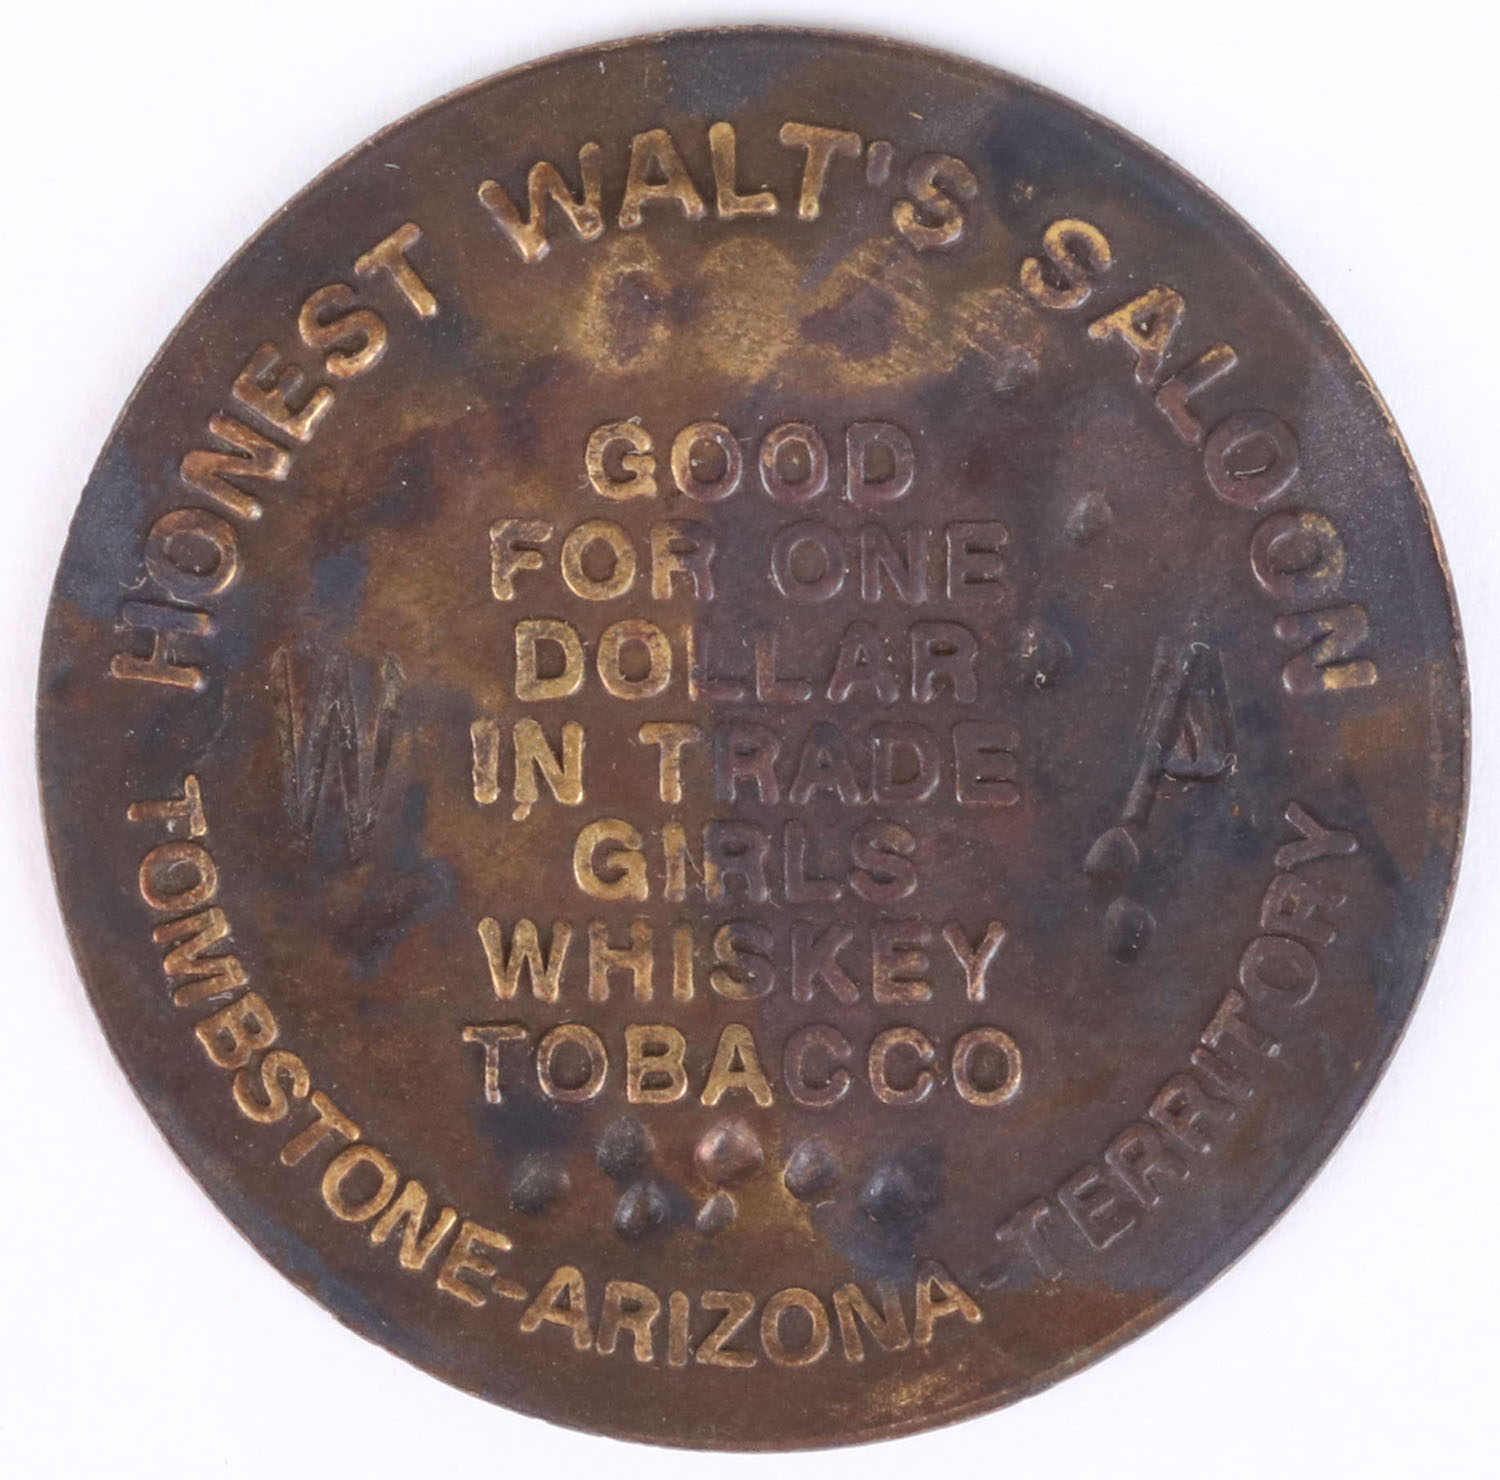 HONEST WALT'S SALOON
GOOD
FOR ONE
DOLLAR
IN TRADE
GIRLS
WHISKEY
TOBACCO
W
A
TOMBSTONE-ARIZONA-TERRITORY